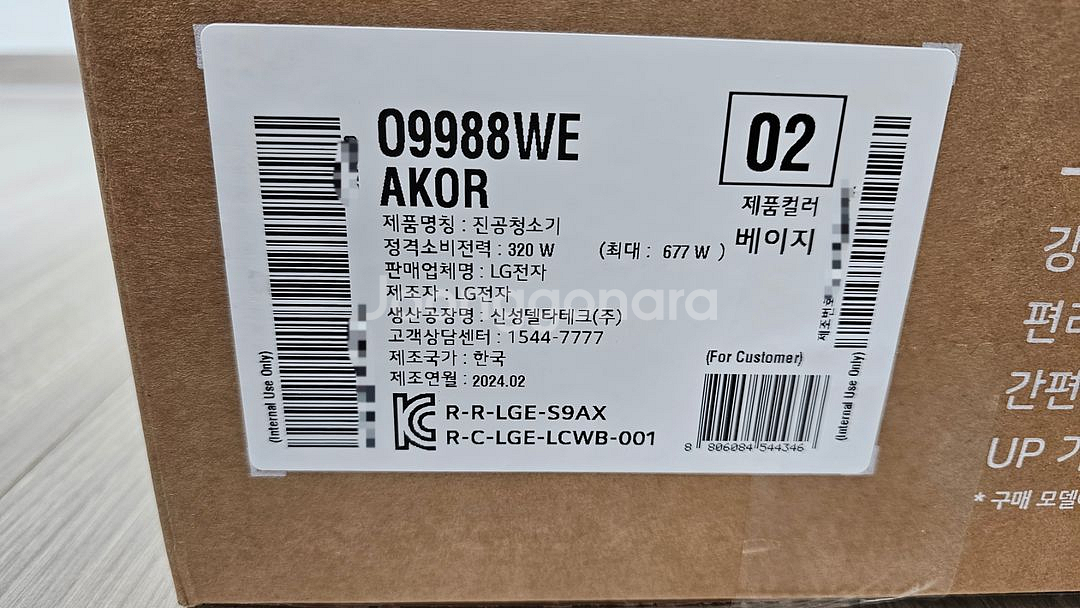 O9988WE
AKOR
02
제품컬러
베이지
제품명칭 : 진공청소기
정격소비전력 : 320 W (최대 : 677 W )
판매업체명 : LG전자
제조자 : LG전자
생산공장명 : 신성델타테크(주)
고객상담센터 : 1544-7777
제조국가 : 한국
제조연월 : 2024.02
R-R-LGE-S9AX
R-C-LGE-LCWB-001
(For Customer)
8 806084 544346
(Internal Use Only)
(Internal Use Only)
제조번호
강
간편
UP
* 구매 모델